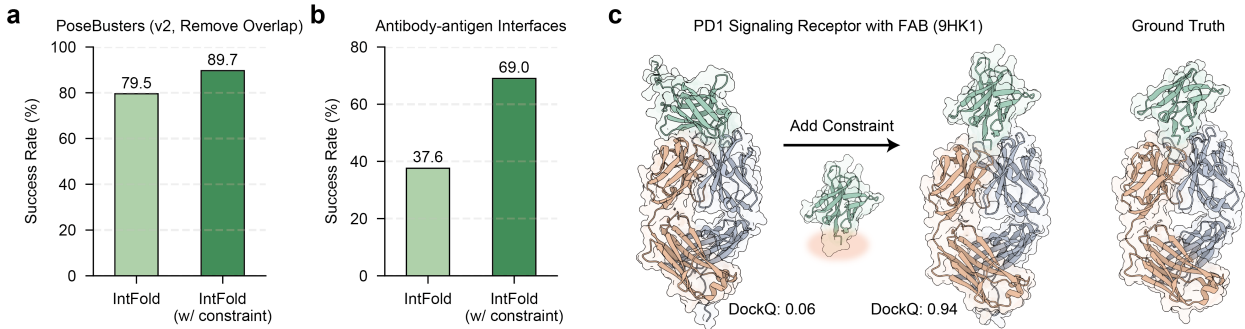 a
PoseBusters (v2, Remove Overlap)
Success Rate (%)
100
80
60
40
20
0
79.5
89.7
IntFold
IntFold
(w/ constraint)
b
Antibody-antigen Interfaces
Success Rate (%)
80
60
40
20
0
37.6
69.0
IntFold
IntFold
(w/ constraint)
c
PD1 Signaling Receptor with FAB (9HK1)
Ground Truth
Add Constraint
DockQ: 0.06
DockQ: 0.94